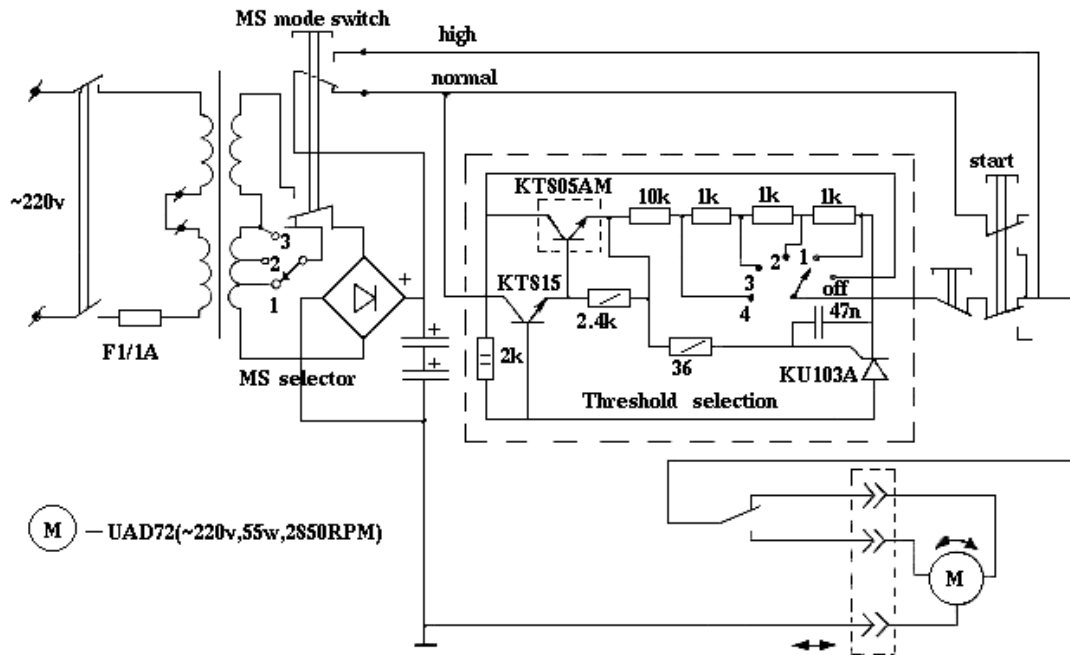 MS mode switch
high
normal
start
~220v
KT805AM
10k
1k
1k
1k
3
2
1
KT815
3
4
2
1
off
47n
2.4k
F1/1A
MS selector
+
+
+
2k
36
KU103A
Threshold selection
M — UAD72(~220v,55w,2850RPM)
M